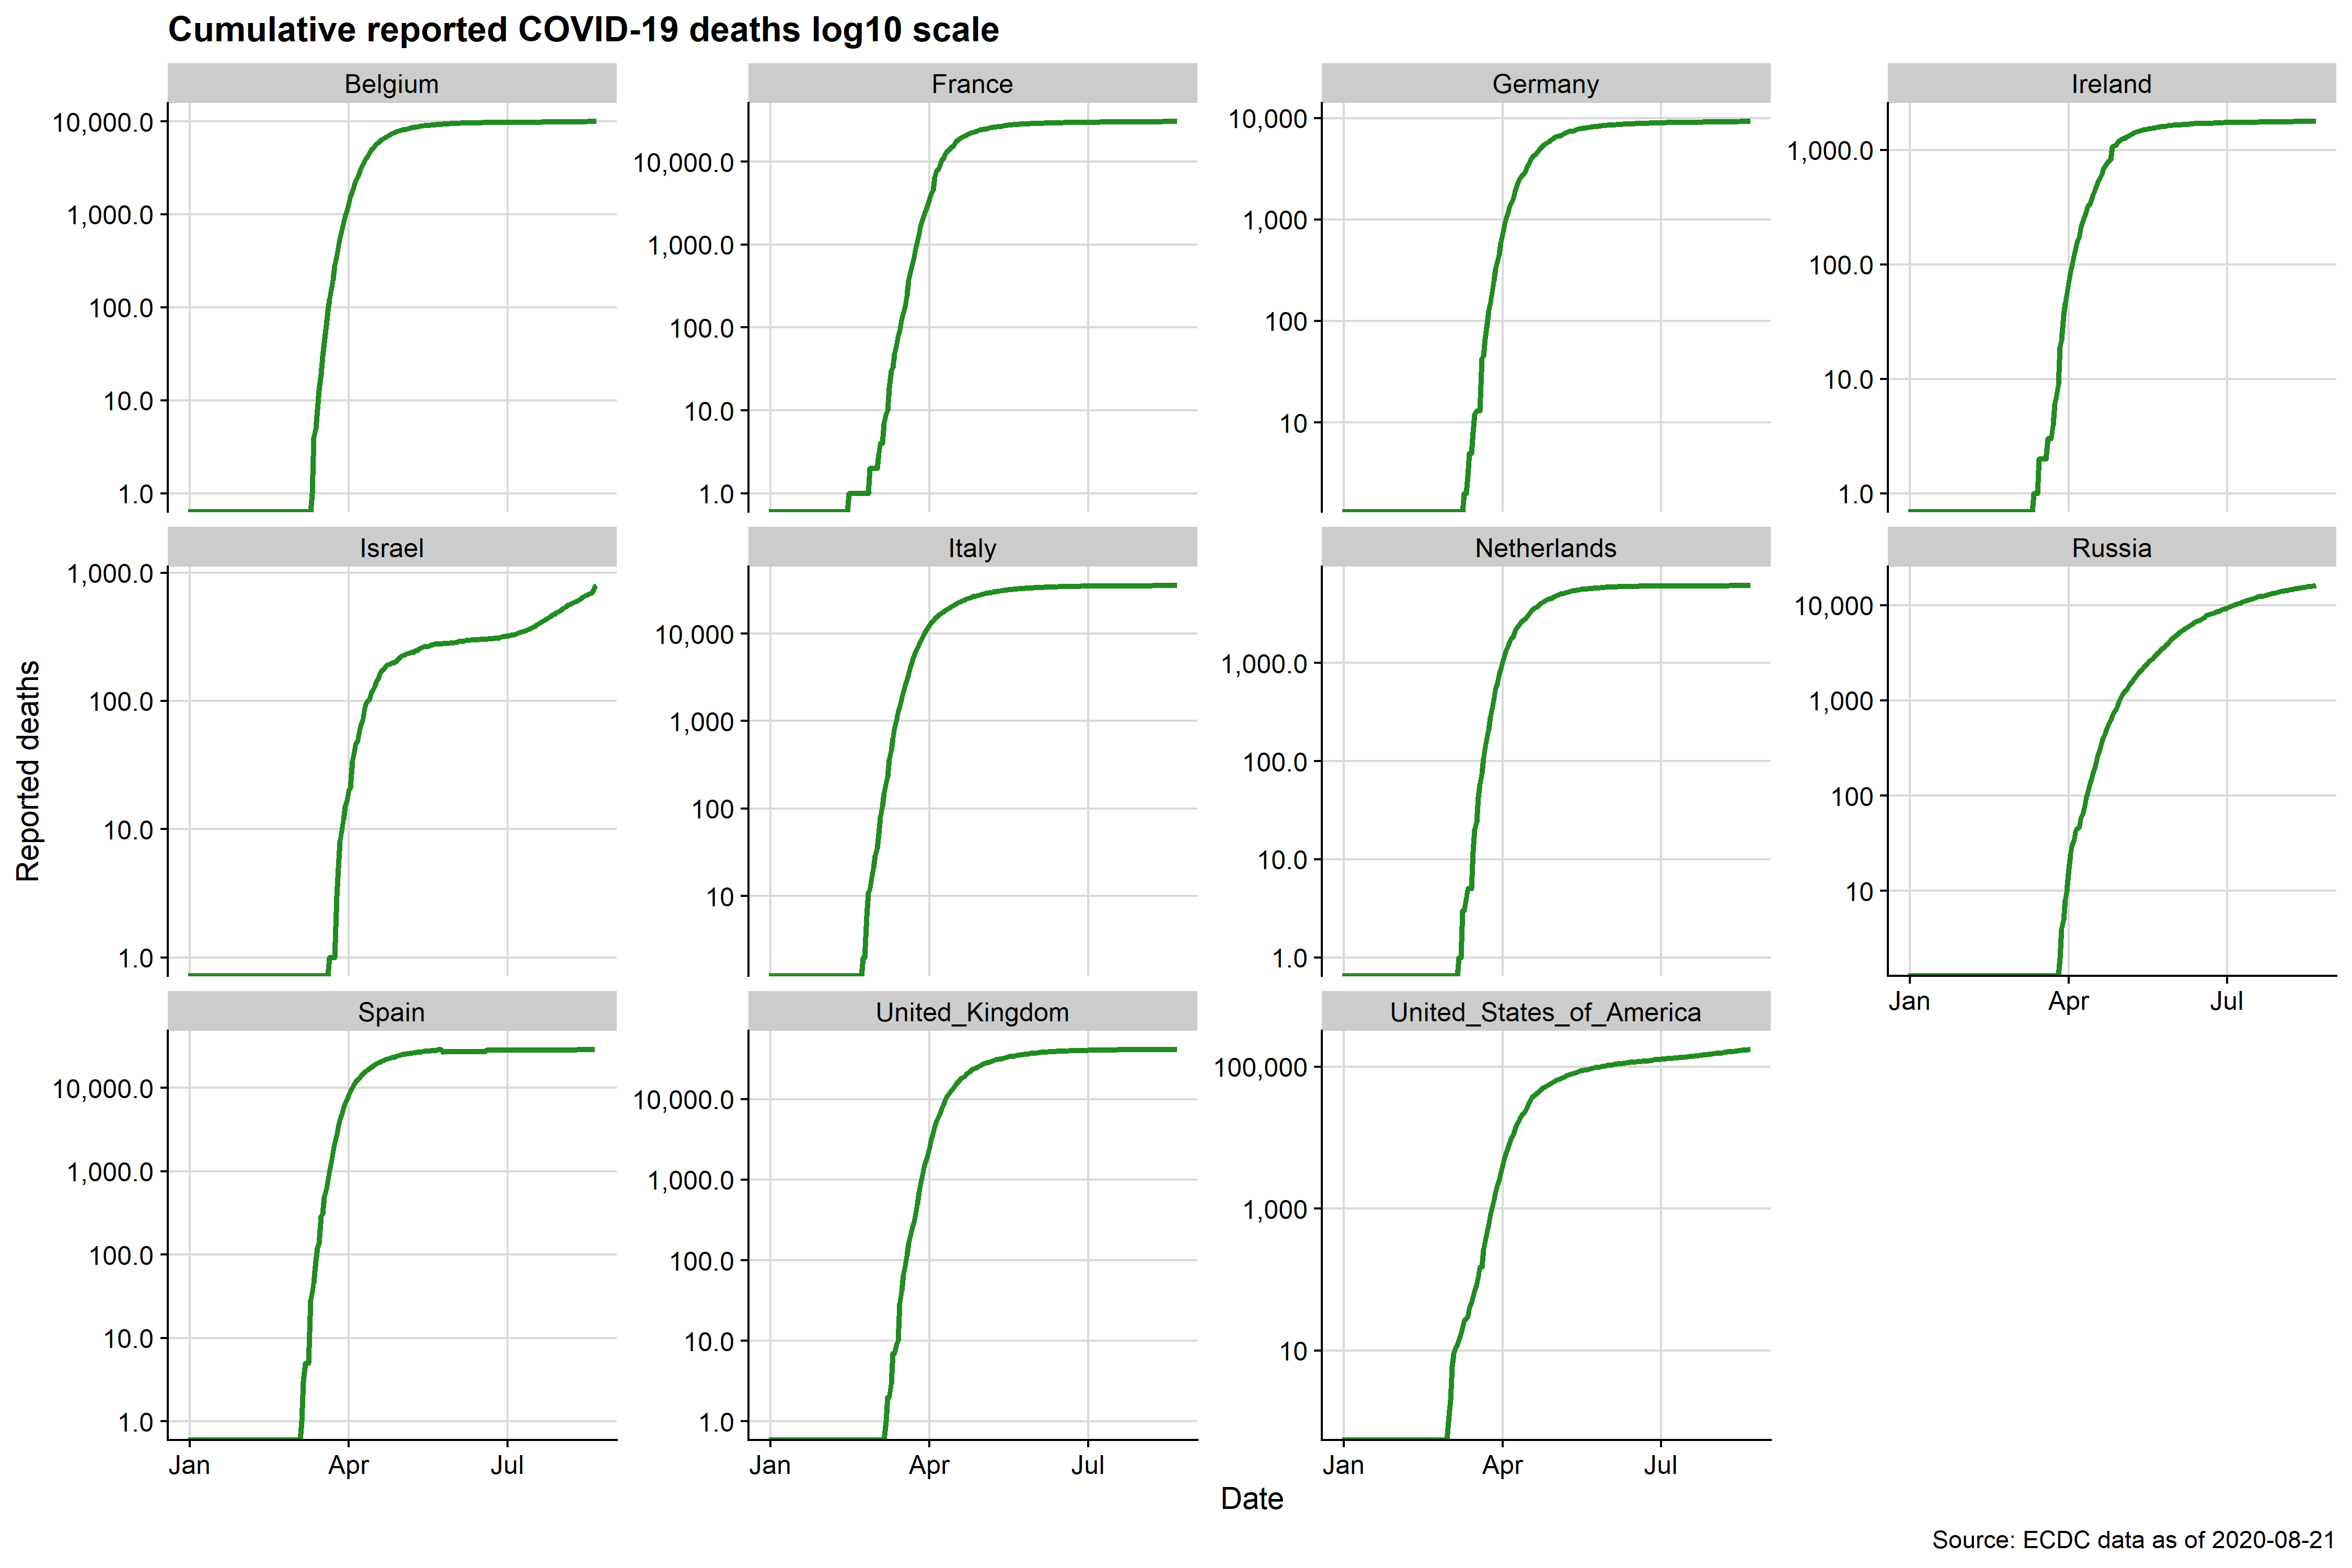 Cumulative reported COVID-19 deaths log10 scale
Belgium
France
Germany
Ireland
10,000.0
1,000.0
100.0
10.0
1.0
10,000.0
1,000.0
100.0
10.0
1.0
10,000
1,000
100
10
1,000.0
100.0
10.0
1.0
Israel
Italy
Netherlands
Russia
1,000.0
100.0
10.0
1.0
10,000
1,000
100
10
1,000.0
100.0
10.0
1.0
10,000
1,000
100
10
Jan Apr Jul
Reported deaths
Spain
United_Kingdom
United_States_of_America
10,000.0
1,000.0
100.0
10.0
1.0
10,000.0
1,000.0
100.0
10.0
1.0
100,000
1,000
10
Jan Apr Jul
Jan Apr Jul
Jan Apr Jul
Date
Source: ECDC data as of 2020-08-21